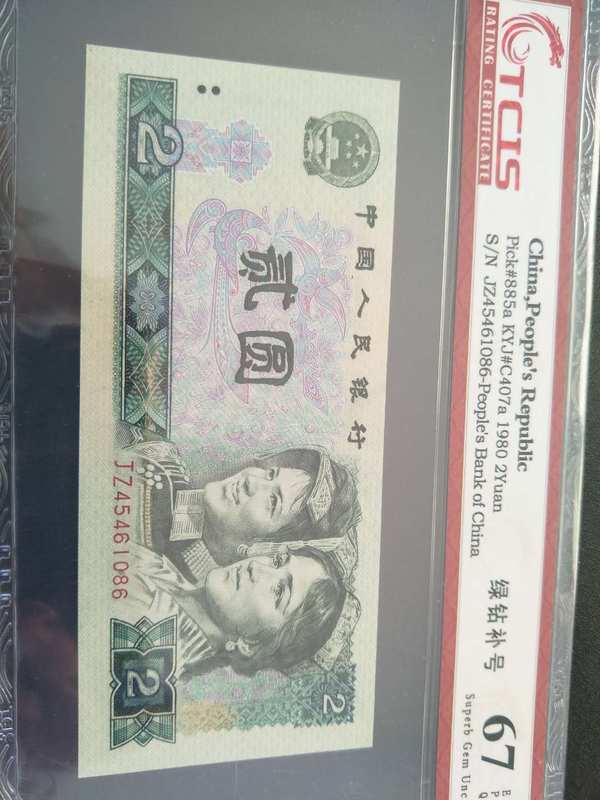 TCIS
RATING CERTIFICATE
China,People's Republic
Pick#885a KYJ#C407a 1980 2Yuan
S/N JZ45461086-People's Bank of China
绿钻补号
67
E
P
Q
Superb Gem Unc
中国人民银行
2
贰圆
JZ45461086
2
2